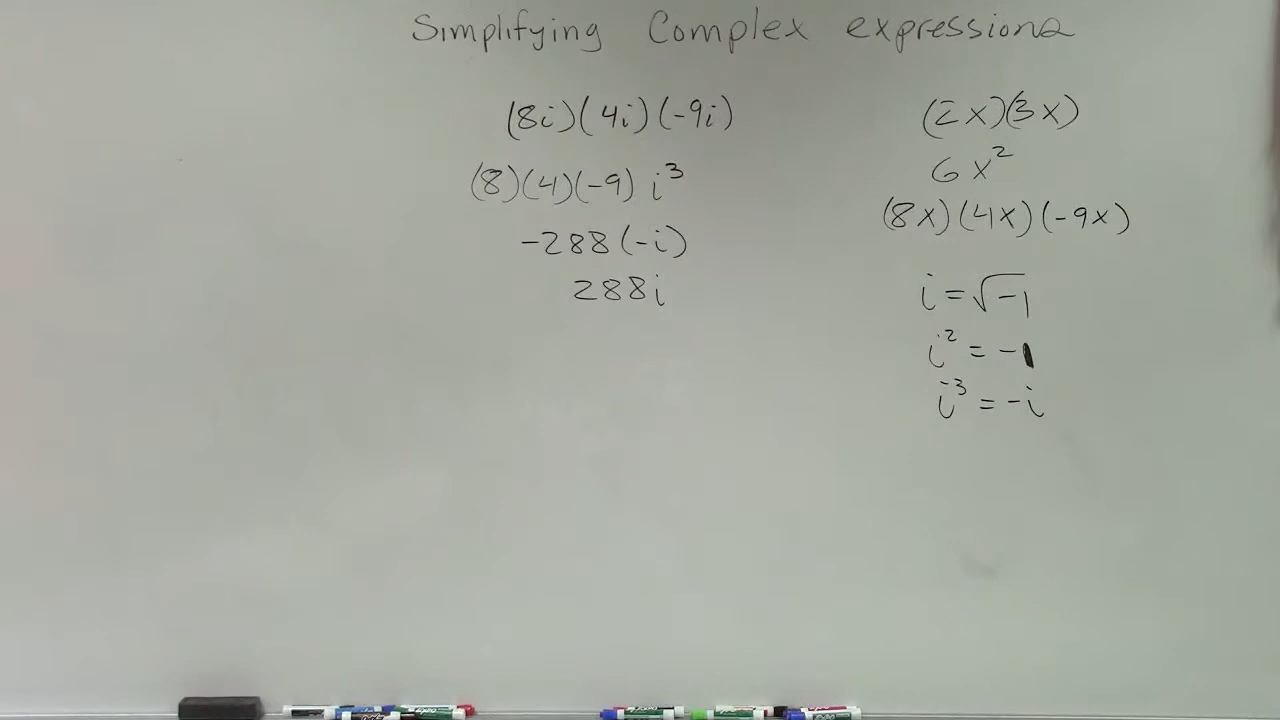 Simplifying Complex expressions
(8i)(4i)(-9i)
(8)(4)(-9) i³
-288(-i)
288i
(2x)(3x)
6x²
(8x)(4x)(-9x)
i = √-1
i² = -1
i³ = -i